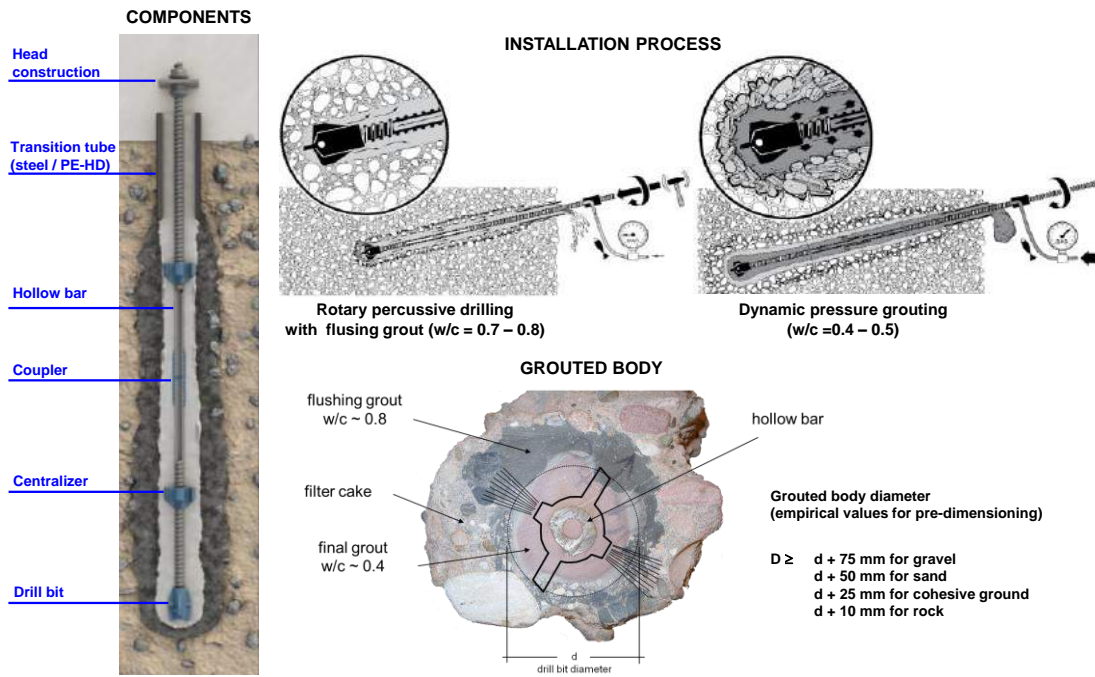 COMPONENTS
Head
construction
Transition tube
(steel / PE-HD)
Hollow bar
Coupler
Centralizer
Drill bit
INSTALLATION PROCESS
Rotary percussive drilling
with flusing grout (w/c = 0.7 – 0.8)
Dynamic pressure grouting
(w/c =0.4 – 0.5)
GROUTED BODY
flushing grout
w/c ~ 0.8
filter cake
final grout
w/c ~ 0.4
hollow bar
d
drill bit diameter
Grouted body diameter
(empirical values for pre-dimensioning)
D ≥ d + 75 mm for gravel
d + 50 mm for sand
d + 25 mm for cohesive ground
d + 10 mm for rock